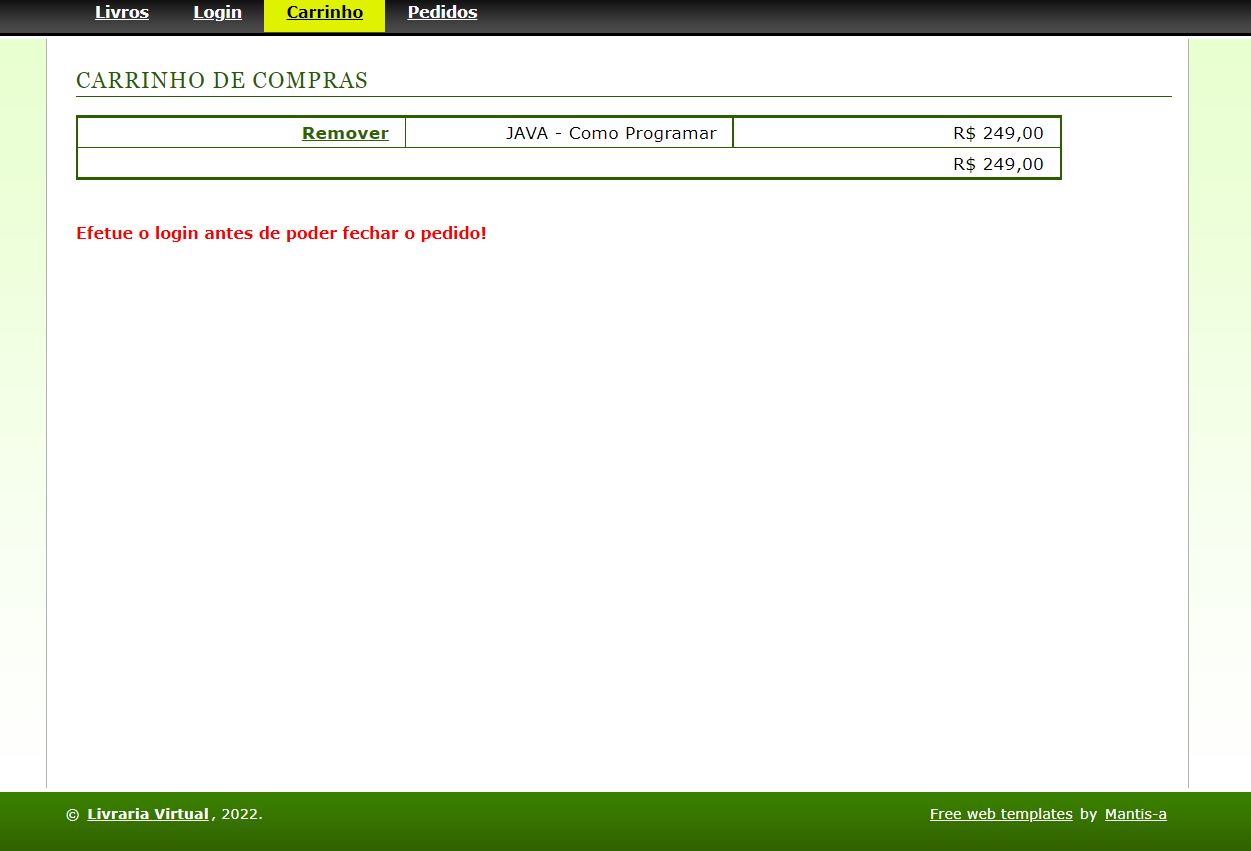 Livros Login Carrinho Pedidos
CARRINHO DE COMPRAS
Remover JAVA - Como Programar R$ 249,00
R$ 249,00
Efetue o login antes de poder fechar o pedido!
© Livraria Virtual, 2022. Free web templates by Mantis-a